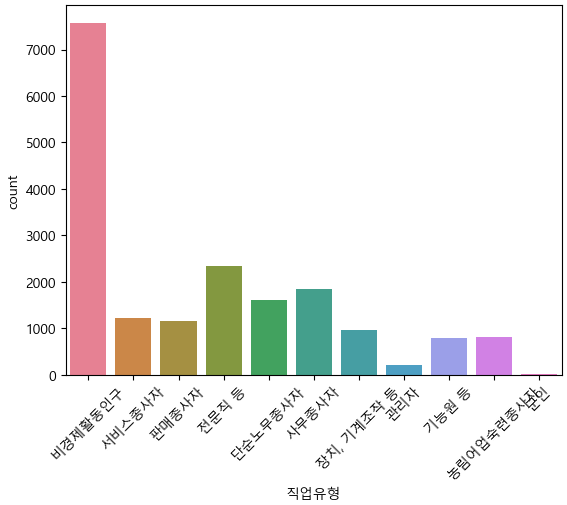 count
7000
6000
5000
4000
3000
2000
1000
0
비경제활동인구
서비스종사자
판매종사자
전문직 등
단순노무종사자
사무종사자
장치, 기계조작 등
관리자
기능원 등
농림어업숙련종사자
군인
직업유형